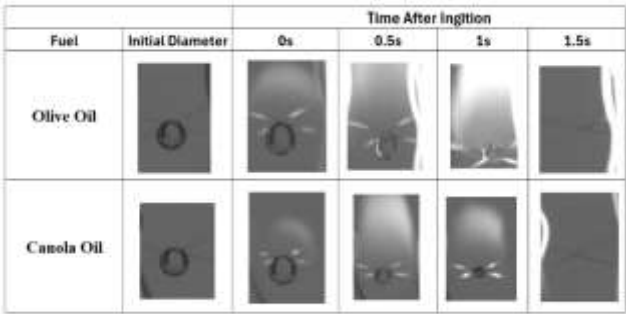 Time After Ingition
Fuel Initial Diameter 0s 0.5s 1s 1.5s
Olive Oil
Canola Oil